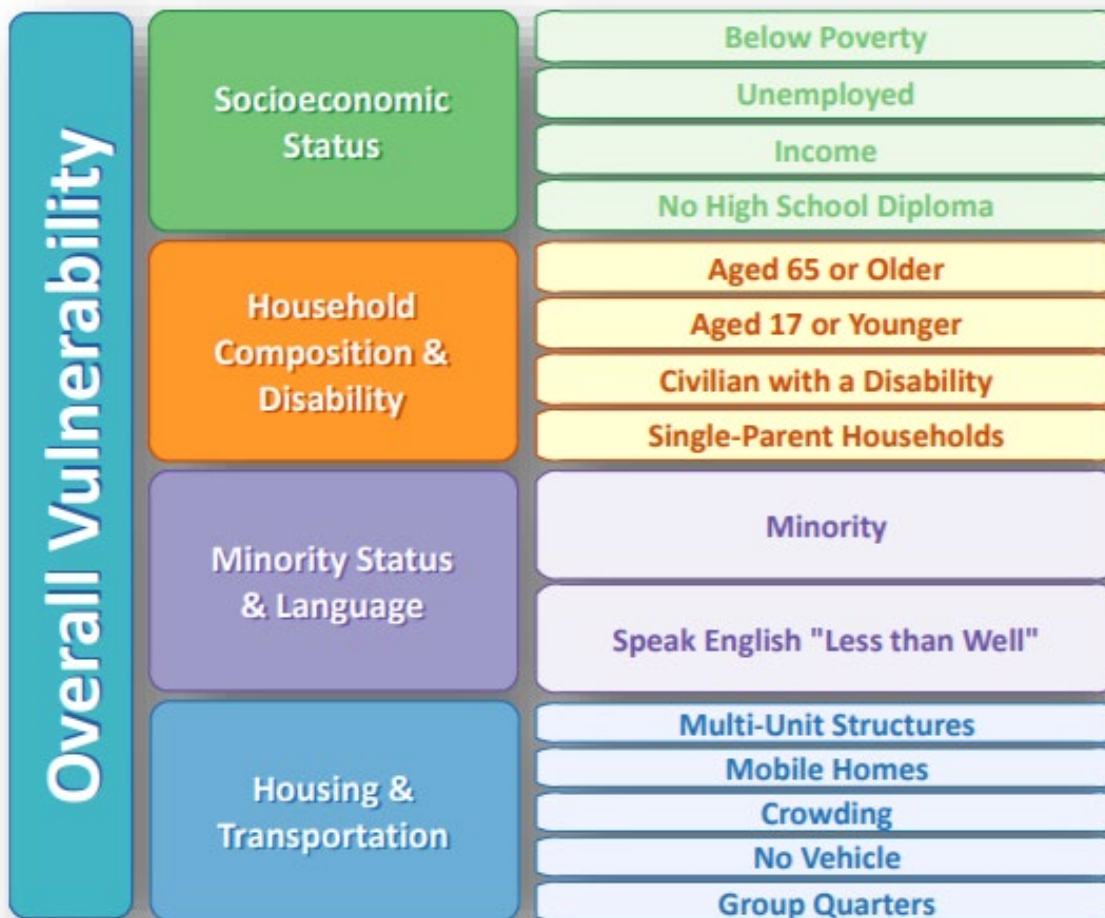 Overall Vulnerability
Socioeconomic
Status
Below Poverty
Unemployed
Income
No High School Diploma
Household
Composition &
Disability
Aged 65 or Older
Aged 17 or Younger
Civilian with a Disability
Single-Parent Households
Minority Status
& Language
Minority
Speak English "Less than Well"
Housing &
Transportation
Multi-Unit Structures
Mobile Homes
Crowding
No Vehicle
Group Quarters